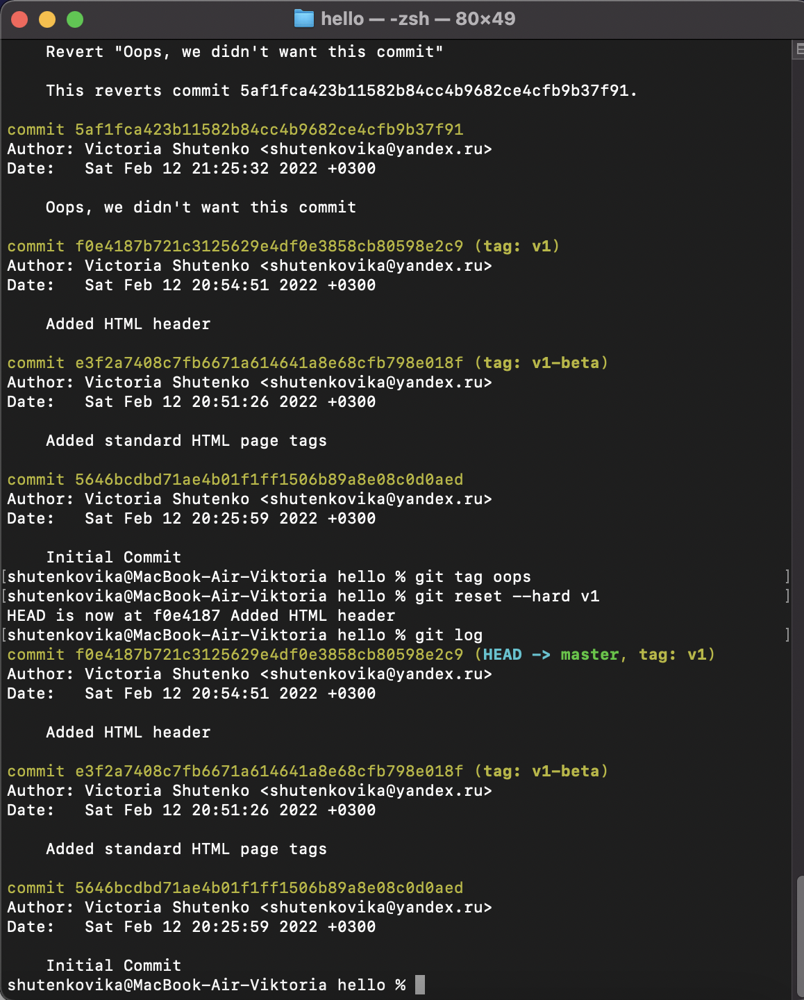 hello — -zsh — 80×49
Revert "Oops, we didn't want this commit"
This reverts commit 5af1fca423b11582b84cc4b9682ce4cfb9b37f91.
commit 5af1fca423b11582b84cc4b9682ce4cfb9b37f91
Author: Victoria Shutenko <shutenkovika@yandex.ru>
Date:   Sat Feb 12 21:25:32 2022 +0300
Oops, we didn't want this commit
commit f0e4187b721c3125629e4df0e3858cb80598e2c9 (tag: v1)
Author: Victoria Shutenko <shutenkovika@yandex.ru>
Date:   Sat Feb 12 20:54:51 2022 +0300
Added HTML header
commit e3f2a7408c7fb6671a614641a8e68cfb798e018f (tag: v1-beta)
Author: Victoria Shutenko <shutenkovika@yandex.ru>
Date:   Sat Feb 12 20:51:26 2022 +0300
Added standard HTML page tags
commit 5646bcdbd71ae4b01f1ff1506b89a8e08c0d0aed
Author: Victoria Shutenko <shutenkovika@yandex.ru>
Date:   Sat Feb 12 20:25:59 2022 +0300
Initial Commit
[shutenkovika@MacBook-Air-Viktoria hello % git tag oops ]
[shutenkovika@MacBook-Air-Viktoria hello % git reset --hard v1 ]
HEAD is now at f0e4187 Added HTML header
[shutenkovika@MacBook-Air-Viktoria hello % git log ]
commit f0e4187b721c3125629e4df0e3858cb80598e2c9 (HEAD -> master, tag: v1)
Author: Victoria Shutenko <shutenkovika@yandex.ru>
Date:   Sat Feb 12 20:54:51 2022 +0300
Added HTML header
commit e3f2a7408c7fb6671a614641a8e68cfb798e018f (tag: v1-beta)
Author: Victoria Shutenko <shutenkovika@yandex.ru>
Date:   Sat Feb 12 20:51:26 2022 +0300
Added standard HTML page tags
commit 5646bcdbd71ae4b01f1ff1506b89a8e08c0d0aed
Author: Victoria Shutenko <shutenkovika@yandex.ru>
Date:   Sat Feb 12 20:25:59 2022 +0300
Initial Commit
shutenkovika@MacBook-Air-Viktoria hello %